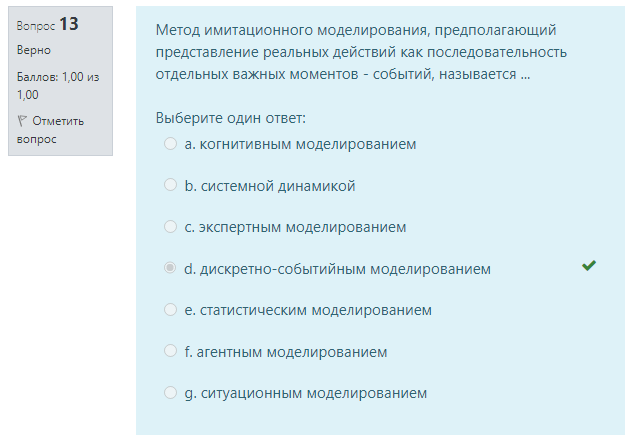 Вопрос 13
Верно
Баллов: 1,00 из
1,00
Отметить
вопрос
Метод имитационного моделирования, предполагающий
представление реальных действий как последовательность
отдельных важных моментов - событий, называется ...
Выберите один ответ:
a. когнитивным моделированием
b. системной динамикой
c. экспертным моделированием
d. дискретно-событийным моделированием
e. статистическим моделированием
f. агентным моделированием
g. ситуационным моделированием